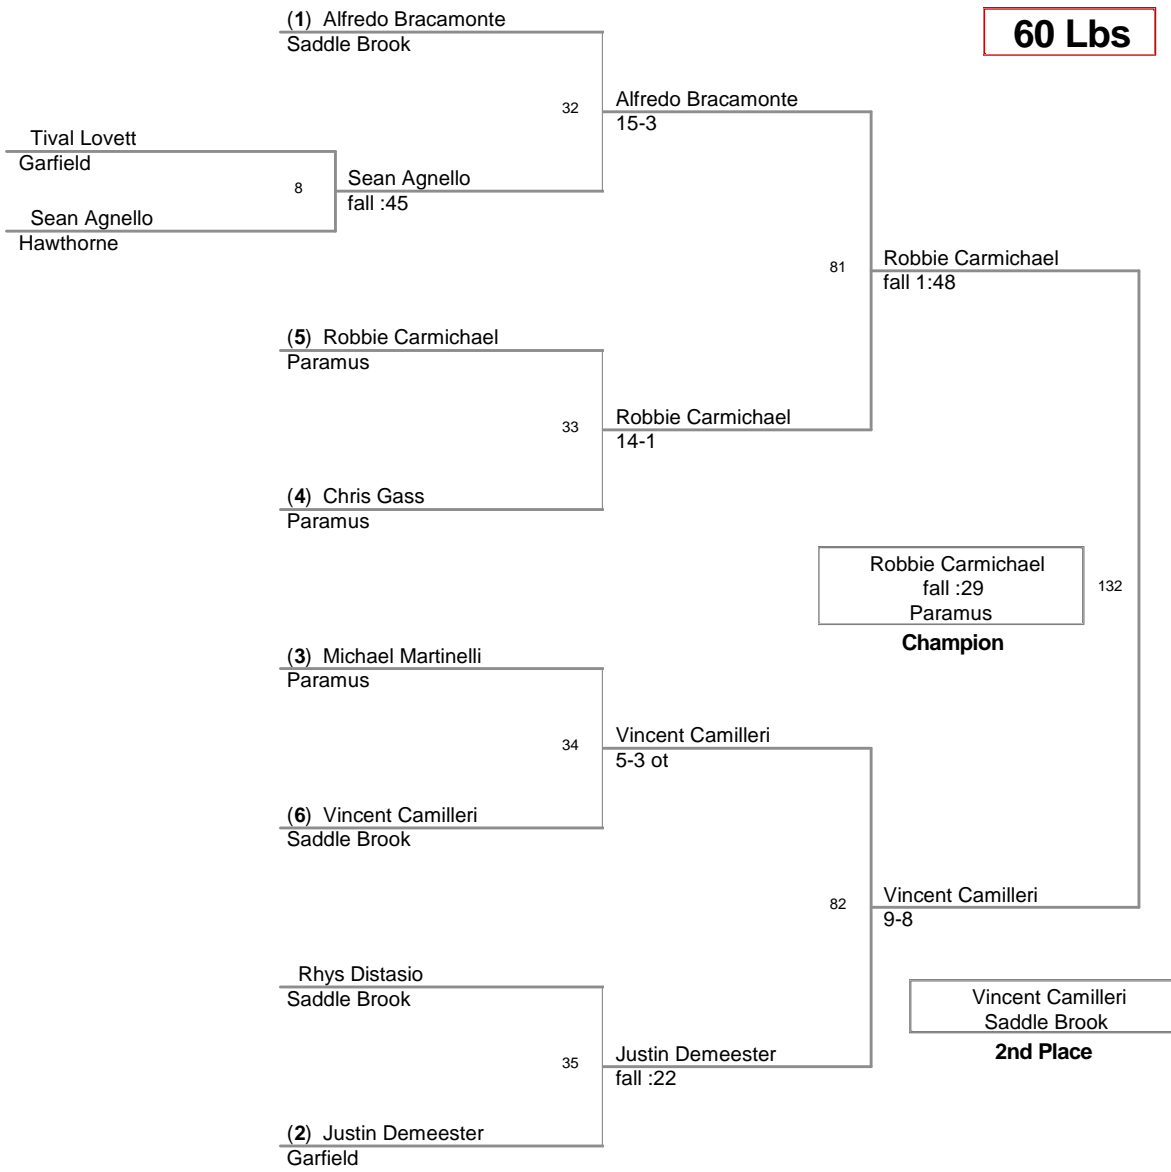 (1) Alfredo Bracamonte
Saddle Brook
60 Lbs
32
Alfredo Bracamonte
15-3
Tival Lovett
Garfield
8
Sean Agnello
fall :45
Sean Agnello
Hawthorne
81
Robbie Carmichael
fall 1:48
(5) Robbie Carmichael
Paramus
33
Robbie Carmichael
14-1
(4) Chris Gass
Paramus
Robbie Carmichael
fall :29
Paramus
132
Champion
(3) Michael Martinelli
Paramus
34
Vincent Camilleri
5-3 ot
(6) Vincent Camilleri
Saddle Brook
82
Vincent Camilleri
9-8
Rhys Distasio
Saddle Brook
Vincent Camilleri
Saddle Brook
2nd Place
35
Justin Demeester
fall :22
(2) Justin Demeester
Garfield